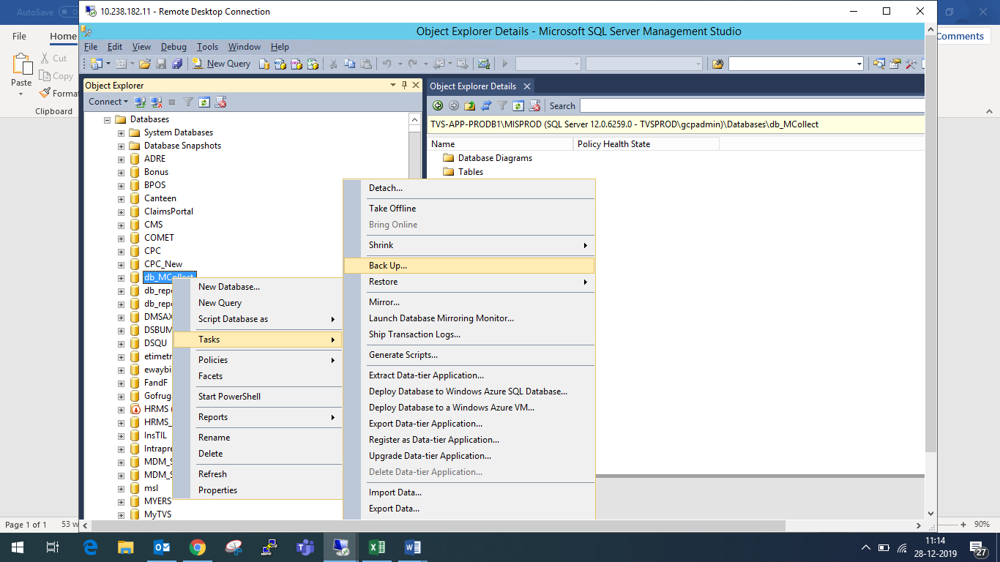 AutoSave
10.238.182.11 - Remote Desktop Connection
File
Home
Comments
Paste
Cut
Copy
Clipboard
Object Explorer Details - Microsoft SQL Server Management Studio
File Edit View Debug Tools Window Help
New Query
Object Explorer
Connect
Databases
System Databases
Database Snapshots
ADRE
Bonus
BPOS
Canteen
ClaimsPortal
CMS
COMET
CPC
CPC_New
db_MCollect
db_repo
db_repo
DMSAX
DSBUM
DSQU
etimetr
ewaybi
FandF
Gofruga
HRMS (
HRMS_
InsTIL
Intrapre
MDM_S
MDM_S
msl
MYERS
MyTVS
Object Explorer Details
Search
TVS-APP-PRODB1\MISPROD (SQL Server 12.0.6259.0 - TVSPROD\gcpadmin)\Databases\db_MCollect
Name Policy Health State
Database Diagrams
Tables
New Database...
New Query
Script Database as
Tasks
Policies
Facets
Start PowerShell
Reports
Rename
Delete
Refresh
Properties
Detach...
Take Offline
Bring Online
Shrink
Back Up...
Restore
Mirror...
Launch Database Mirroring Monitor...
Ship Transaction Logs...
Generate Scripts...
Extract Data-tier Application...
Deploy Database to Windows Azure SQL Database...
Deploy Database to a Windows Azure VM...
Export Data-tier Application...
Register as Data-tier Application...
Upgrade Data-tier Application...
Delete Data-tier Application...
Import Data...
Export Data...
Page 1 of 1 53 w
90%
11:14
28-12-2019
27